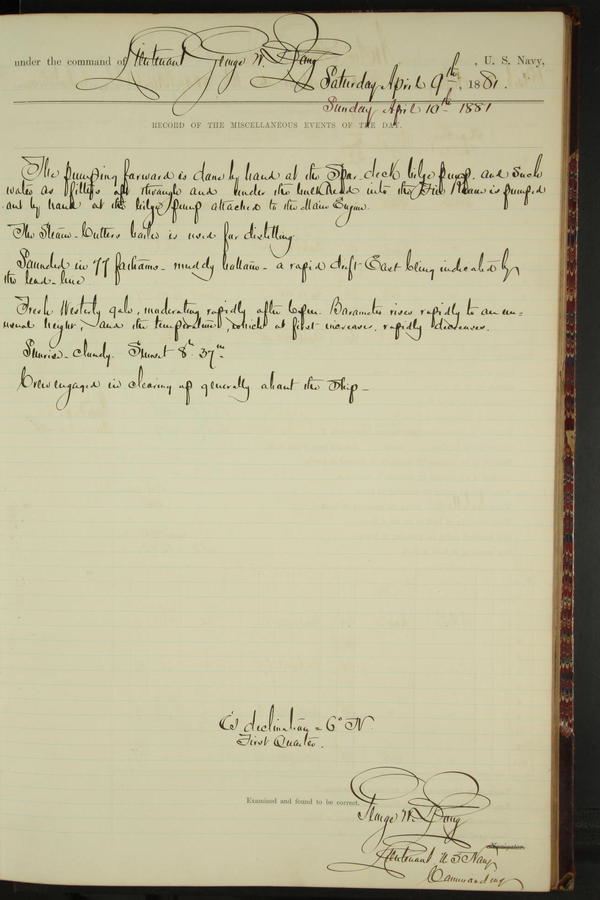 under the command of Lieutenant George W. De Long, U. S. Navy,
Saturday April 9th, 1881.
Sunday April 10th 1881
RECORD OF THE MISCELLANEOUS EVENTS OF THE DAY.
The pumping forward is done by hand at the Spar-deck bilge pump, and such
water as filters aft through and under the bulkhead into the Fire Room is pumped
out by hand at the bilge pump attached to the Main Engine.
The Steam-Cutters boiler is used for distilling.
Sounded in 77 fathoms - muddy bottom - a rapid drift East being indicated by
the lead-line
Fresh Westerly gale, moderating rapidly after 6 p.m. Barometer rises rapidly to an un=
usual height, and the temperature, which at first increases, rapidly decreases.
Sunrise - cloudy. Sunset 8h 37m
Crew engaged in clearing up generally about the Ship -
declination = 6° N
First Quarter.
Examined and found to be correct.
George W. De Long
Navigator.
Lieutenant U.S. Navy
Commanding